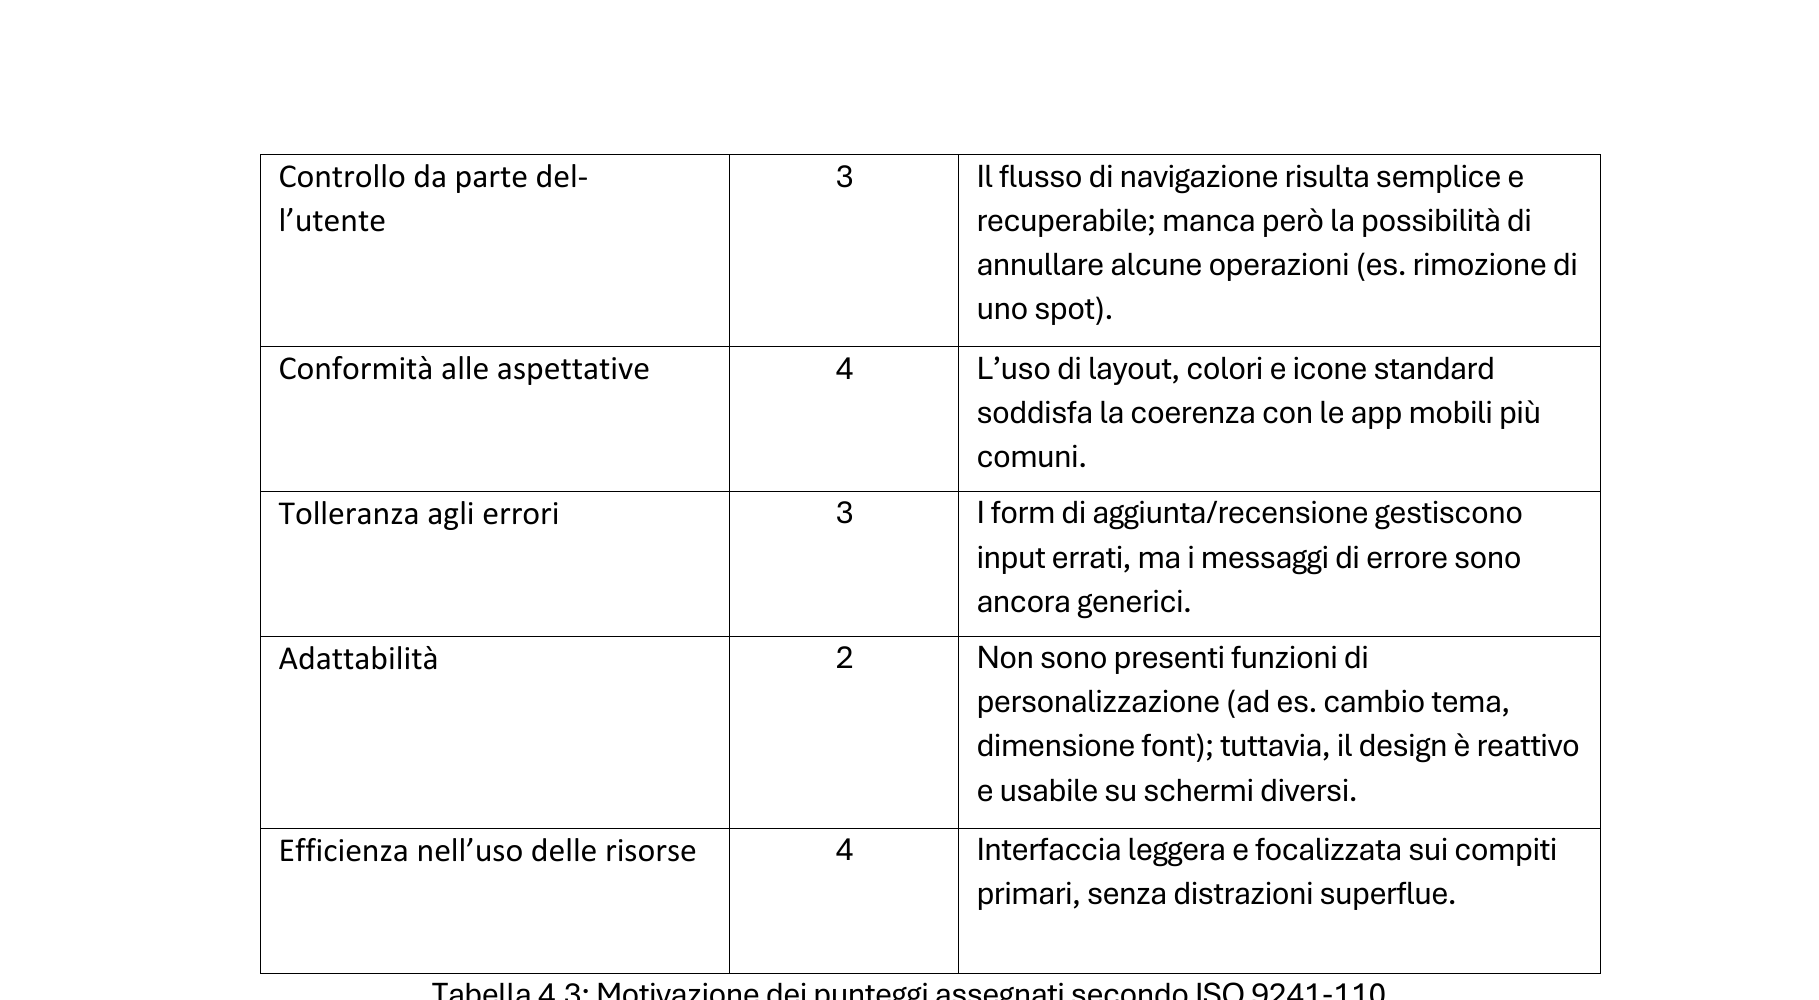 Controllo da parte del-
l’utente
3
Il flusso di navigazione risulta semplice e
recuperabile; manca però la possibilità di
annullare alcune operazioni (es. rimozione di
uno spot).
Conformità alle aspettative
4
L’uso di layout, colori e icone standard
soddisfa la coerenza con le app mobili più
comuni.
Tolleranza agli errori
3
I form di aggiunta/recensione gestiscono
input errati, ma i messaggi di errore sono
ancora generici.
Adattabilità
2
Non sono presenti funzioni di
personalizzazione (ad es. cambio tema,
dimensione font); tuttavia, il design è reattivo
e usabile su schermi diversi.
Efficienza nell’uso delle risorse
4
Interfaccia leggera e focalizzata sui compiti
primari, senza distrazioni superflue.
Tabella 4.3: Motivazione dei punteggi assegnati secondo ISO 9241-110